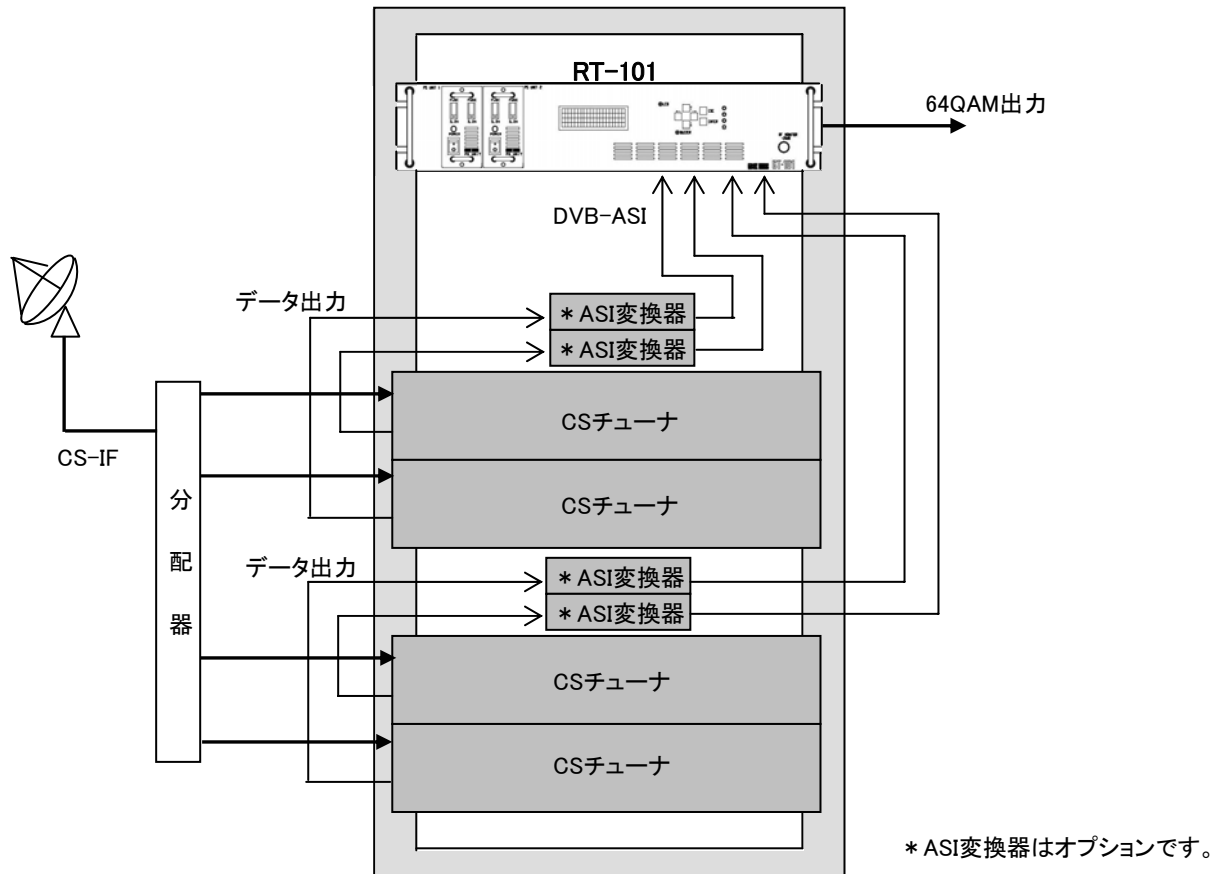 RT-101
64QAM出力
DVB-ASI
データ出力
*ASI変換器
*ASI変換器
CSチューナ
CS-IF
分配器
CSチューナ
データ出力
*ASI変換器
*ASI変換器
CSチューナ
CSチューナ
*ASI変換器はオプションです。